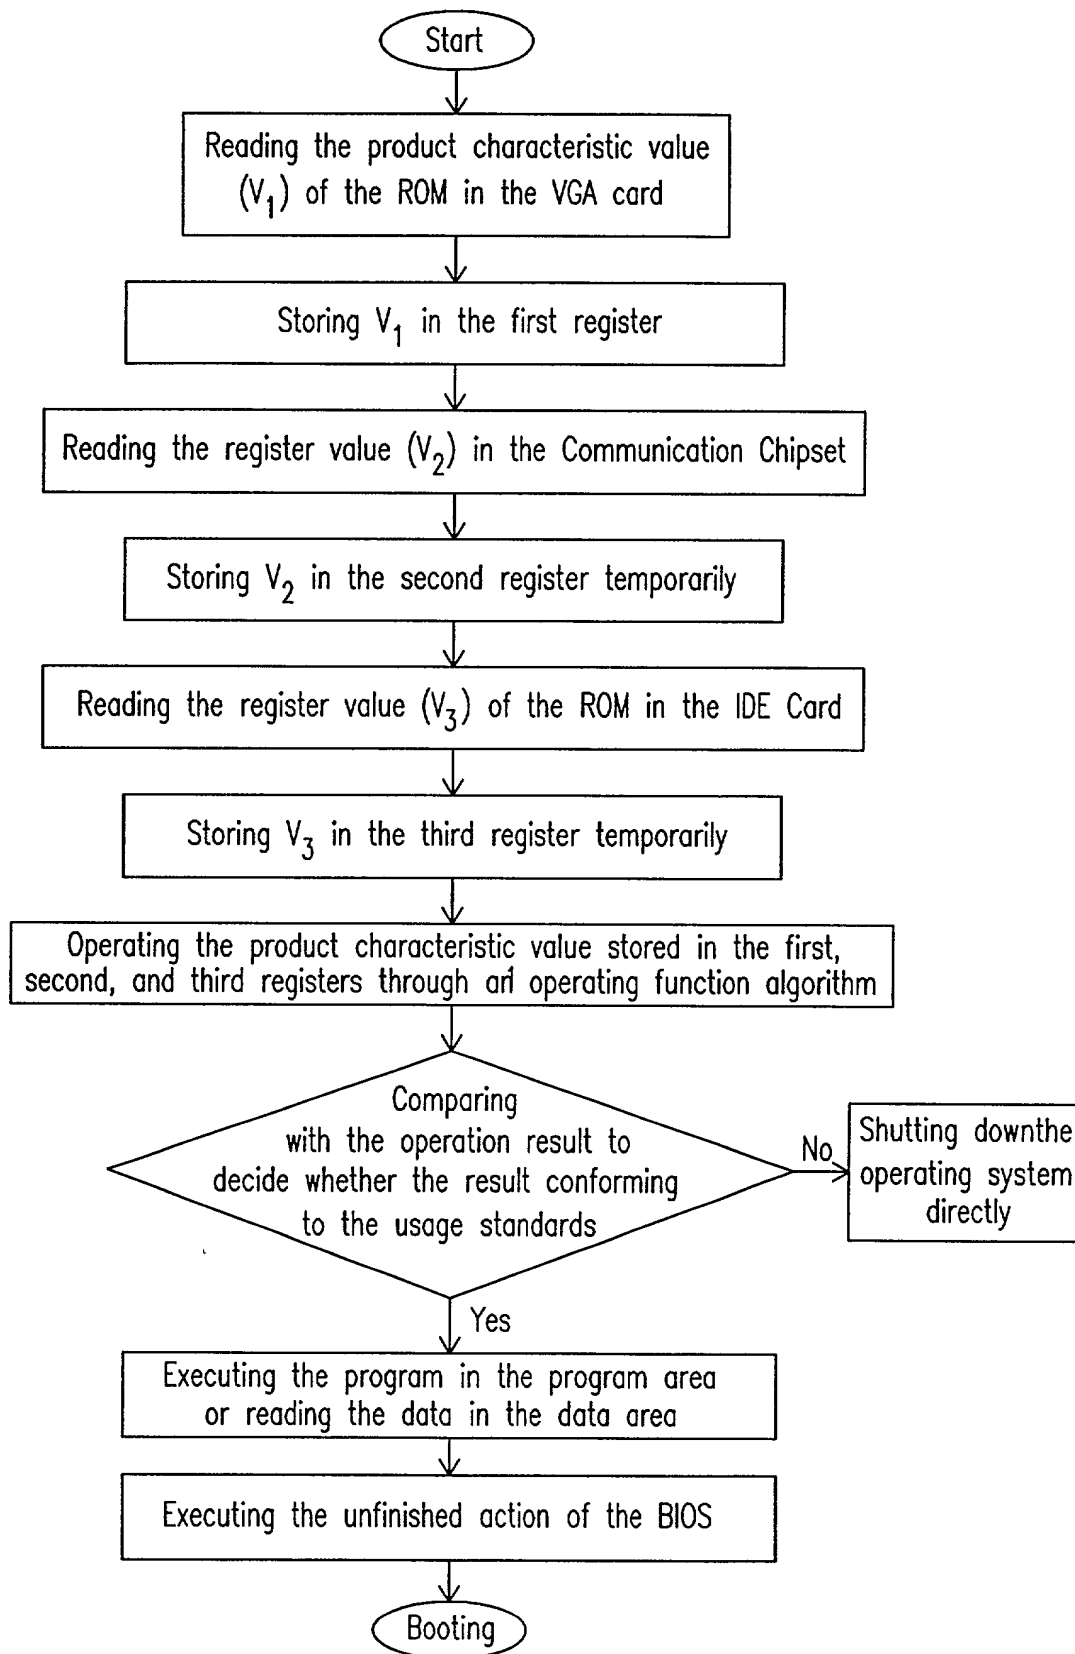 Start
Reading the product characteristic value
(V1) of the ROM in the VGA card
Storing V1 in the first register
Reading the register value (V2) in the Communication Chipset
Storing V2 in the second register temporarily
Reading the register value (V3) of the ROM in the IDE Card
Storing V3 in the third register temporarily
Operating the product characteristic value stored in the first,
second, and third registers through an operating function algorithm
Comparing
with the operation result to
decide whether the result conforming
to the usage standards
No
Shutting downthe
operating system
directly
Yes
Executing the program in the program area
or reading the data in the data area
Executing the unfinished action of the BIOS
Booting